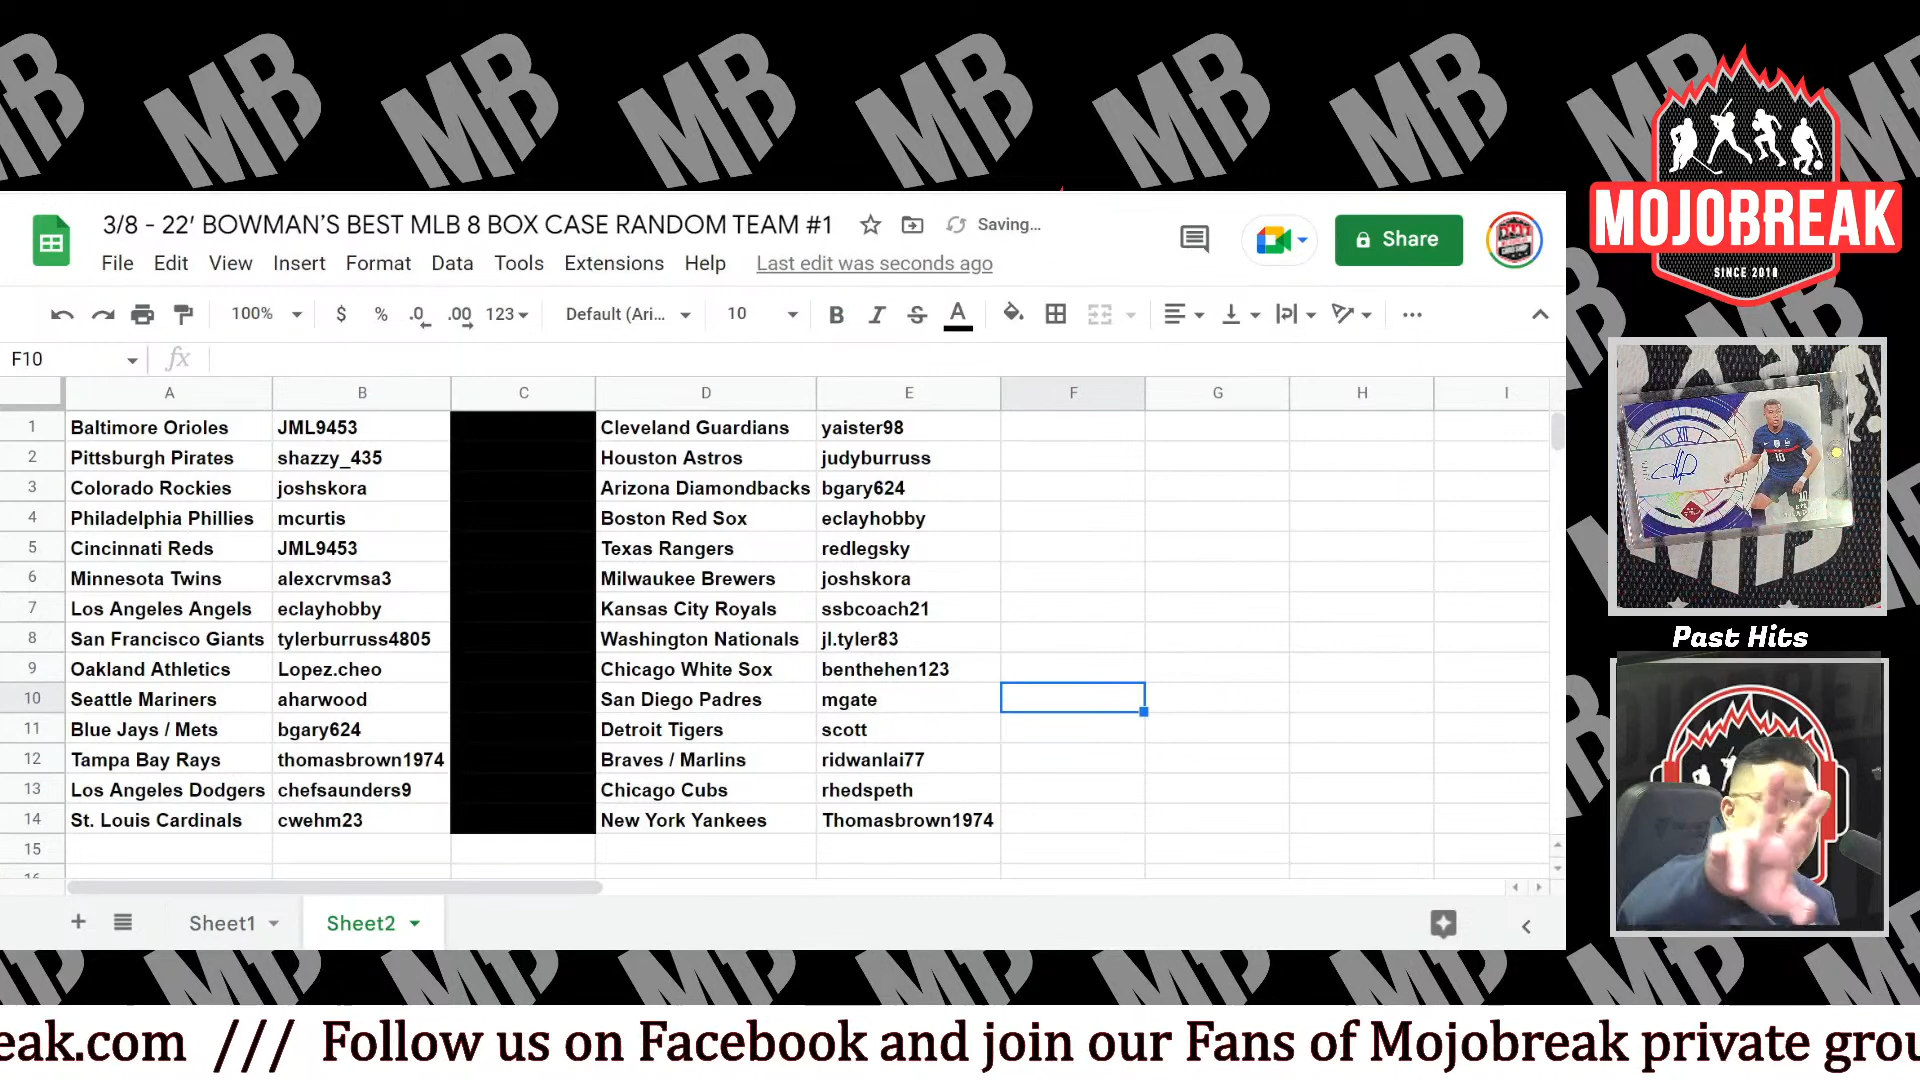 3/8 - 22′ BOWMAN'S BEST MLB 8 BOX CASE RANDOM TEAM #1 Saving...
Share
File Edit View Insert Format Data Tools Extensions Help Last edit was seconds ago
100% $ % .0 .00 123 Default (Ari... 10 B I S A
F10 fx
A B C D E F G H I
1 Baltimore Orioles JML9453 Cleveland Guardians yaister98
2 Pittsburgh Pirates shazzy_435 Houston Astros judyburruss
3 Colorado Rockies joshskora Arizona Diamondbacks bgary624
4 Philadelphia Phillies mcurtis Boston Red Sox eclayhobby
5 Cincinnati Reds JML9453 Texas Rangers redlegsky
6 Minnesota Twins alexcrvmsa3 Milwaukee Brewers joshskora
7 Los Angeles Angels eclayhobby Kansas City Royals ssbcoach21
8 San Francisco Giants tylerburruss4805 Washington Nationals jl.tyler83
9 Oakland Athletics Lopez.cheo Chicago White Sox benthehen123
10 Seattle Mariners aharwood San Diego Padres mgate
11 Blue Jays / Mets bgary624 Detroit Tigers scott
12 Tampa Bay Rays thomasbrown1974 Braves / Marlins ridwanlai77
13 Los Angeles Dodgers chefsaunders9 Chicago Cubs rhedspeth
14 St. Louis Cardinals cwehm23 New York Yankees Thomasbrown1974
15
16
+ Sheet1 Sheet2
MOJOBREAK
SINCE 2018
Past Hits
eak.com /// Follow us on Facebook and join our Fans of Mojobreak private grou